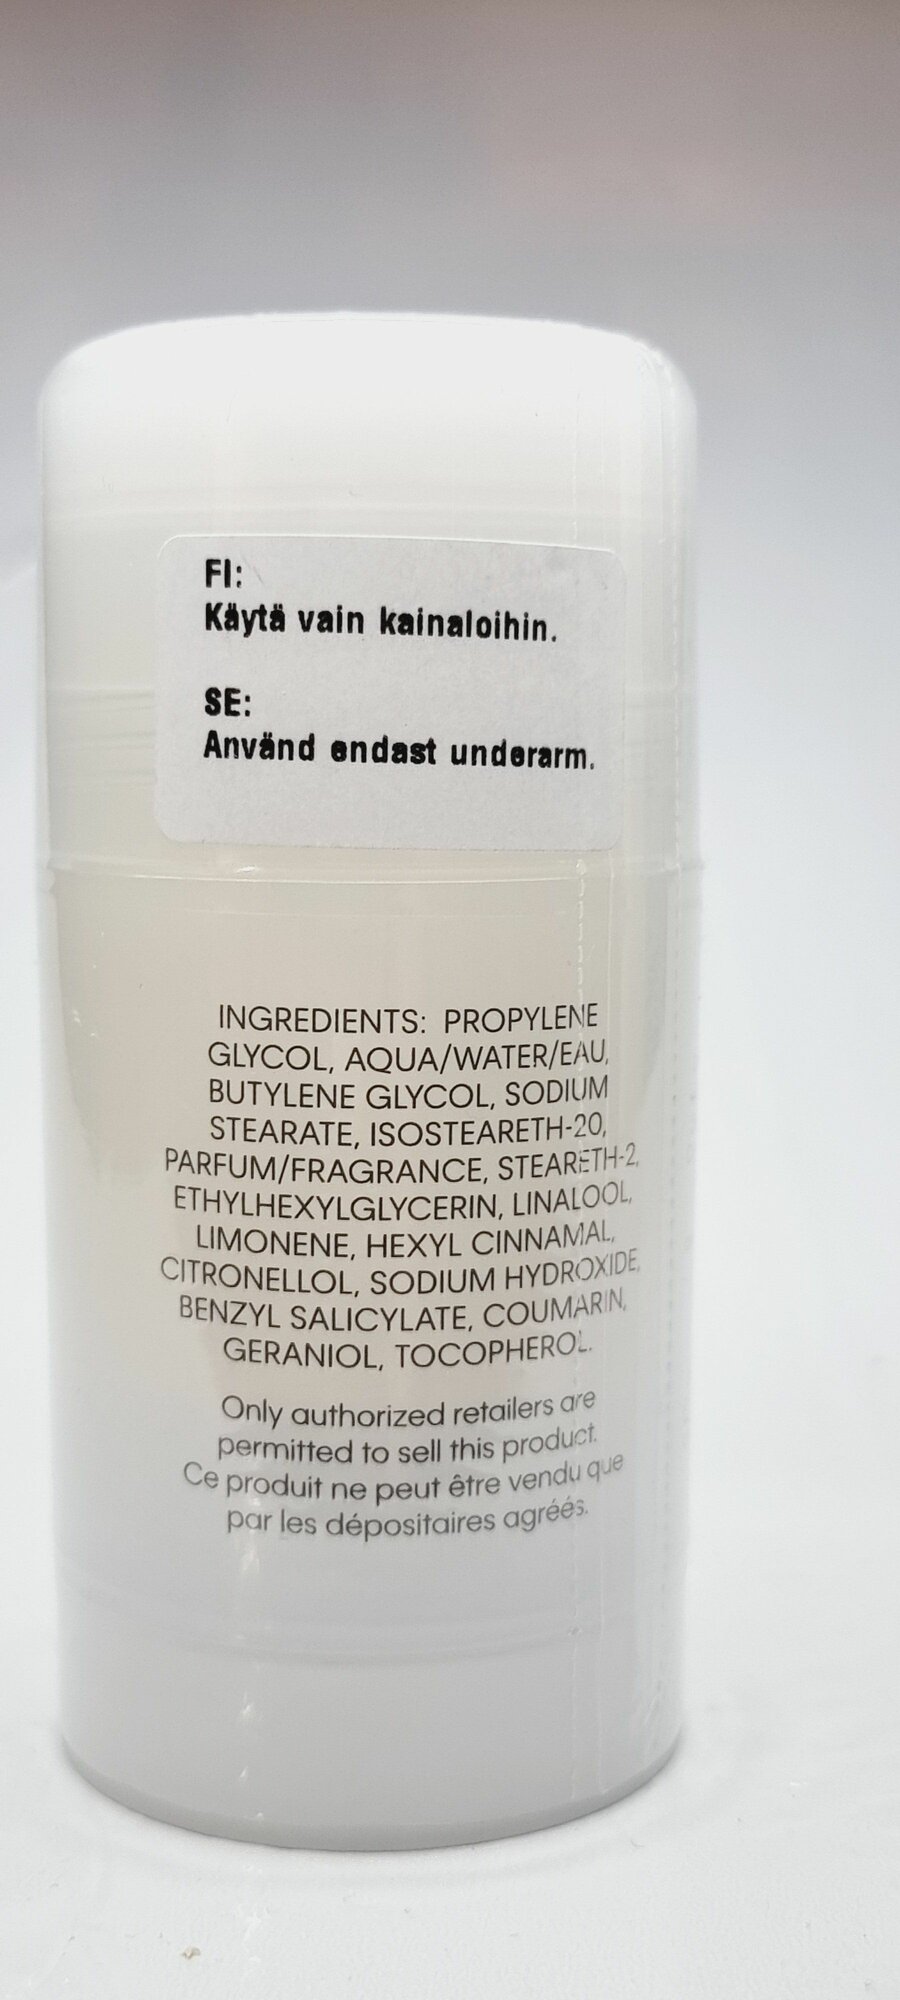 FI:
Käytä vain kainaloihin.
SE:
Använd endast underarm.
INGREDIENTS: PROPYLENE
GLYCOL, AQUA/WATER/EAU,
BUTYLENE GLYCOL, SODIUM
STEARATE, ISOSTEARETH-20,
PARFUM/FRAGRANCE, STEARETH-2,
ETHYLHEXYLGLYCERIN, LINALOOL,
LIMONENE, HEXYL CINNAMAL,
CITRONELLOL, SODIUM HYDROXIDE,
BENZYL SALICYLATE, COUMARIN,
GERANIOL, TOCOPHEROL.
Only authorized retailers are
permitted to sell this product.
Ce produit ne peut être vendu que
par les dépositaires agréés.